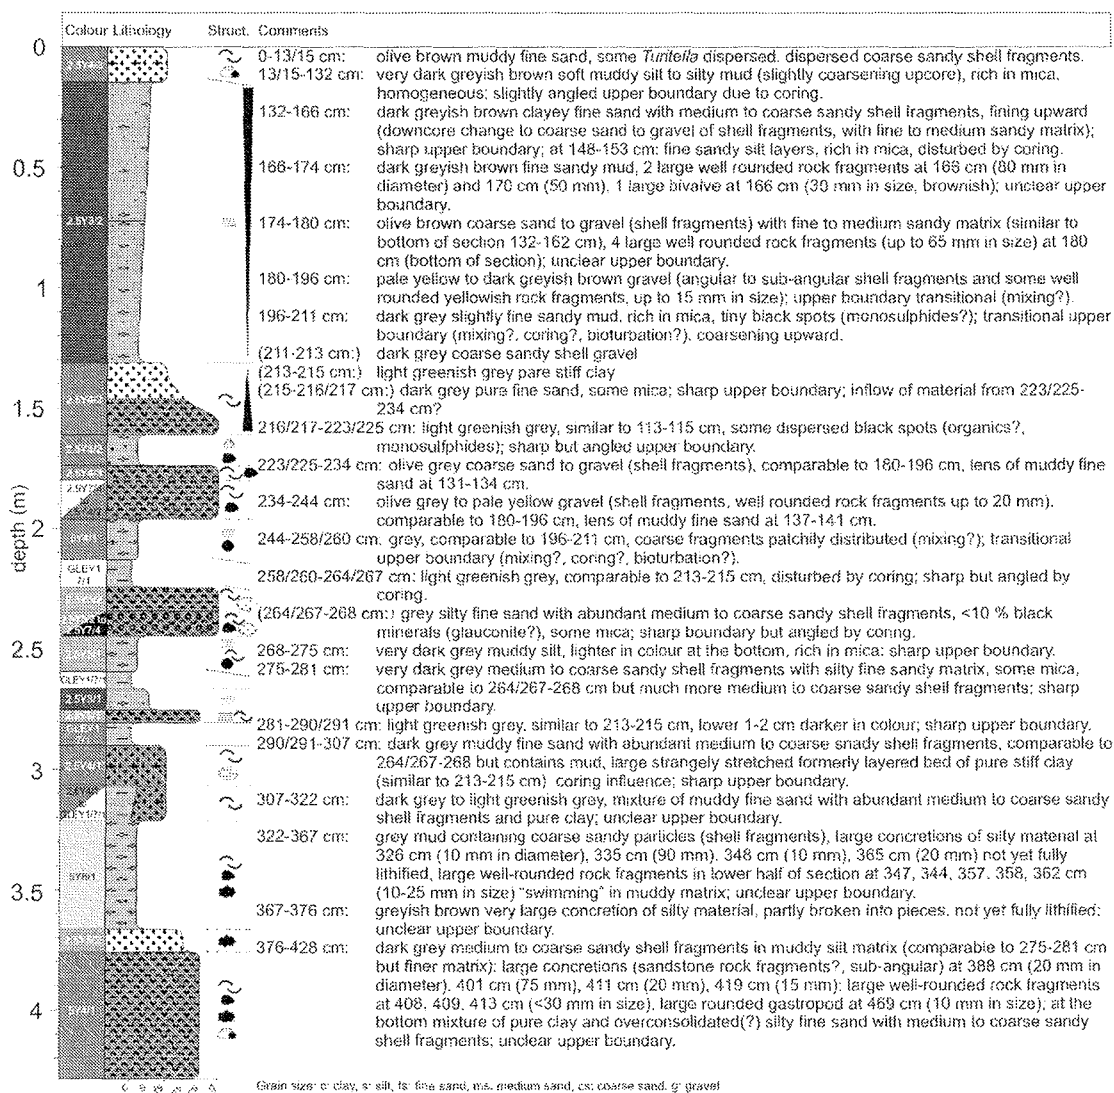 Colour Lithology Struct. Comments
0 0-13/15 cm: olive brown muddy fine sand, some Turitella dispersed. dispersed coarse sandy shell fragments.
13/15-132 cm: very dark greyish brown soft muddy silt to silty mud (slightly coarsening upcore), rich in mica,
homogeneous; slightly angled upper boundary due to coring.
132-166 cm: dark greyish brown clayey fine sand with medium to coarse sandy shell fragments, fining upward
(downcore change to coarse sand to gravel of shell fragments, with fine to medium sandy matrix);
sharp upper boundary; at 148-153 cm: fine sandy silt layers, rich in mica, disturbed by coring.
0.5 166-174 cm: dark greyish brown fine sandy mud, 2 large well rounded rock fragments at 166 cm (80 mm in
diameter) and 170 cm (50 mm), 1 large bivalve at 166 cm (30 mm in size, brownish); unclear upper
boundary.
174-180 cm: olive brown coarse sand to gravel (shell fragments) with fine to medium sandy matrix (similar to
bottom of section 132-162 cm), 4 large well rounded rock fragments (up to 65 mm in size) at 180
cm (bottom of section); unclear upper boundary.
1 180-196 cm: pale yellow to dark greyish brown gravel (angular to sub-angular shell fragments and some well
rounded yellowish rock fragments, up to 15 mm in size); upper boundary transitional (mixing?).
196-211 cm: dark grey slightly fine sandy mud, rich in mica, tiny black spots (monosulphides?); transitional upper
boundary (mixing?, coring?, bioturbation?), coarsening upward.
(211-213 cm:) dark grey coarse sandy shell gravel
(213-215 cm:) light greenish grey pure stiff clay
(215-216/217 cm:) dark grey pure fine sand, some mica; sharp upper boundary; inflow of material from 223/225-
1.5 234 cm?
216/217-223/225 cm: light greenish grey, similar to 113-115 cm, some dispersed black spots (organics?,
monosulfphides); sharp but angled upper boundary.
223/225-234 cm: olive grey coarse sand to gravel (shell fragments), comparable to 180-196 cm, lens of muddy fine
sand at 131-134 cm.
2.5Y7/3
234-244 cm: olive grey to pale yellow gravel (shell fragments, well rounded rock fragments up to 20 mm),
2 comparable to 180-196 cm, lens of muddy fine sand at 137-141 cm.
depth (m)
244-258/260 cm: grey, comparable to 196-211 cm, coarse fragments patchily distributed (mixing?); transitional
upper boundary (mixing?, coring?, bioturbation?).
GLEY1 7/1
258/260-264/267 cm: light greenish grey, comparable to 213-215 cm, disturbed by coring; sharp but angled by
coring.
(264/267-268 cm:) grey silty fine sand with abundant medium to coarse sandy shell fragments, <10 % black
minerals (glauconite?), some mica; sharp boundary but angled by coring.
2.5 268-275 cm: very dark grey muddy silt, lighter in colour at the bottom, rich in mica; sharp upper boundary.
275-281 cm: very dark grey medium to coarse sandy shell fragments with silty fine sandy matrix, some mica,
comparable to 264/267-268 cm but much more medium to coarse sandy shell fragments; sharp
upper boundary.
281-290/291 cm: light greenish grey, similar to 213-215 cm, lower 1-2 cm darker in colour; sharp upper boundary.
290/291-307 cm: dark grey muddy fine sand with abundant medium to coarse snady shell fragments, comparable to
3 264/267-268 but contains mud, large strangely stretched formerly layered bed of pure stiff clay
(similar to 213-215 cm) coring influence; sharp upper boundary.
307-322 cm: dark grey to light greenish grey, mixture of muddy fine sand with abundant medium to coarse sandy
shell fragments and pure clay; unclear upper boundary.
322-367 cm: grey mud containing coarse sandy particles (shell fragments), large concretions of silty material at
326 cm (10 mm in diameter), 335 cm (90 mm), 348 cm (10 mm), 365 cm (20 mm) not yet fully
5Y6/1 lithified, large well-rounded rock fragments in lower half of section at 347, 344, 357, 358, 362 cm
3.5 (10-25 mm in size) "swimming" in muddy matrix; unclear upper boundary.
367-376 cm: greyish brown very large concretion of silty material, partly broken into pieces, not yet fully lithified;
unclear upper boundary.
376-428 cm: dark grey medium to coarse sandy shell fragments in muddy silt matrix (comparable to 275-281 cm
but finer matrix); large concretions (sandstone rock fragments?, sub-angular) at 388 cm (20 mm in
diameter), 401 cm (75 mm), 411 cm (20 mm), 419 cm (15 mm); large well-rounded rock fragments
4 at 408, 409, 413 cm (<30 mm in size), large rounded gastropod at 469 cm (10 mm in size); at the
bottom mixture of pure clay and overconsolidated(?) silty fine sand with medium to coarse sandy
shell fragments; unclear upper boundary.
Grain size: c: clay, s: silt, fs: fine sand, ms: medium sand, cs: coarse sand, g: gravel